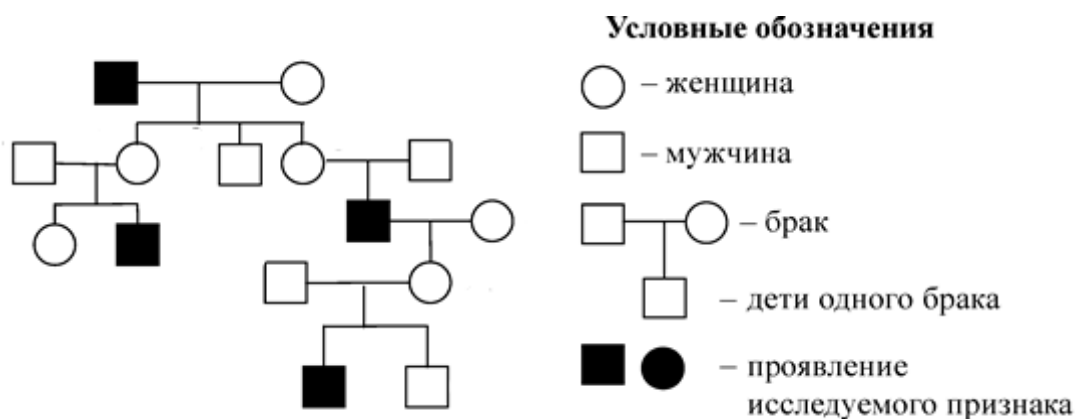 Условные обозначения
– женщина
– мужчина
– брак
– дети одного брака
– проявление
исследуемого признака